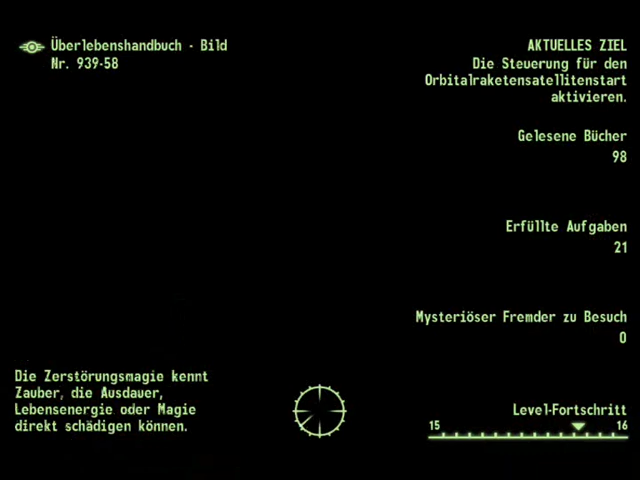 Überlebenshandbuch - Bild
Nr. 939-58
AKTUELLES ZIEL
Die Steuerung für den
Orbitalraketensatellitenstart
aktivieren.
Gelesene Bücher
98
Erfüllte Aufgaben
21
Mysteriöser Fremder zu Besuch
0
Die Zerstörungsmagie kennt
Zauber, die Ausdauer,
Lebensenergie oder Magie
direkt schädigen können.
Level-Fortschritt
15 16